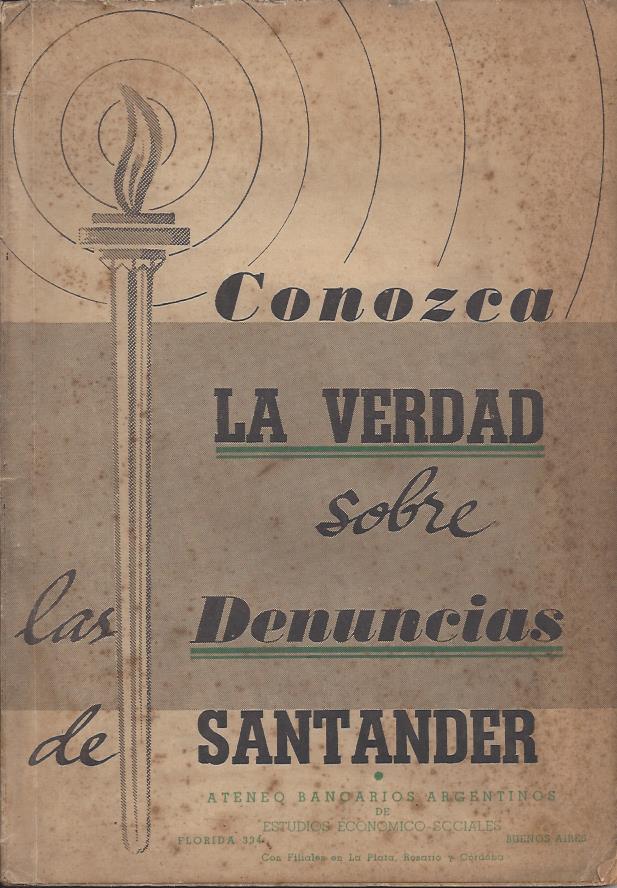 Conozca
LA VERDAD
sobre
las Denuncias
de SANTANDER
ATENEO BANCARIOS ARGENTINOS
DE
ESTUDIOS ECONOMICO-SOCIALES
FLORIDA 334 BUENOS AIRES
Con Filiales en La Plata, Rosario y Córdoba